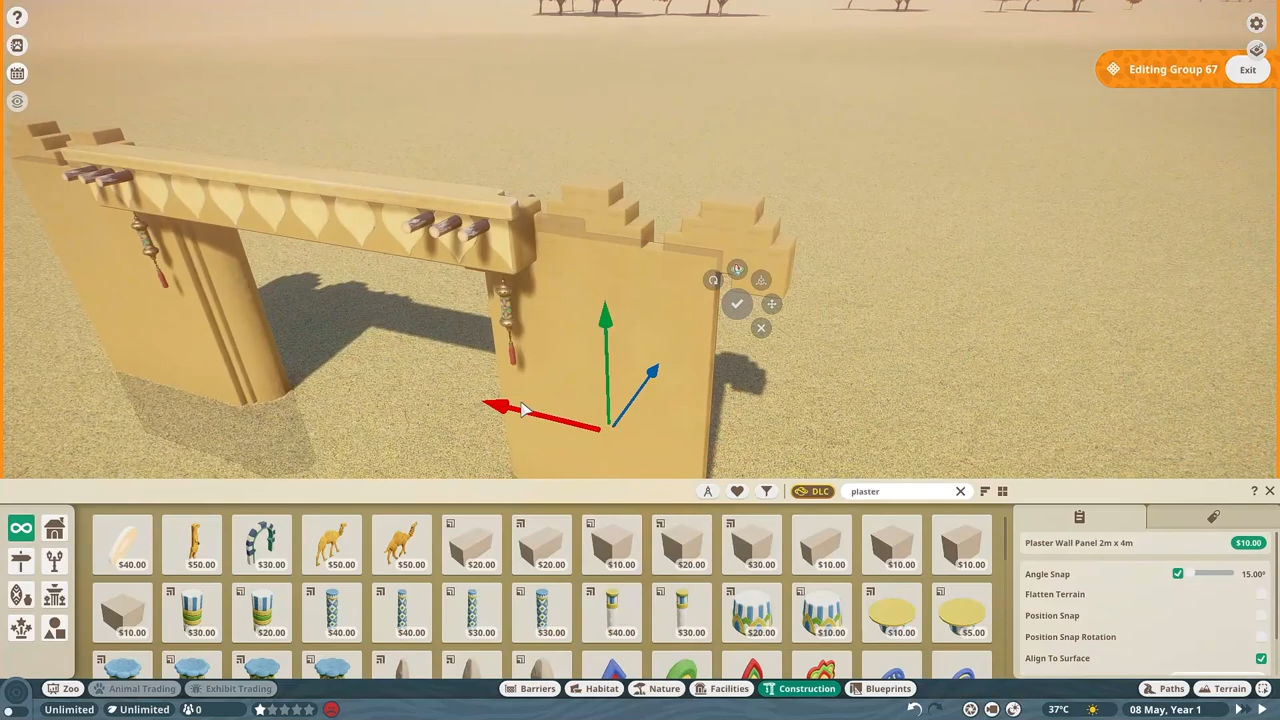 ?
Editing Group 67
Exit
DLC
plaster
? ×
$40.00 $50.00 $30.00 $50.00 $50.00 $20.00 $20.00 $10.00 $20.00 $30.00 $10.00 $10.00 $10.00
$10.00 $30.00 $20.00 $40.00 $40.00 $30.00 $30.00 $40.00 $30.00 $20.00 $10.00 $10.00 $5.00
Plaster Wall Panel 2m x 4m $10.00
Angle Snap 15.00°
Flatten Terrain
Position Snap
Position Snap Rotation
Align To Surface
Zoo Animal Trading Exhibit Trading Barriers Habitat Nature Facilities Construction Blueprints Paths Terrain
Unlimited Unlimited 0 37°C 08 May, Year 1